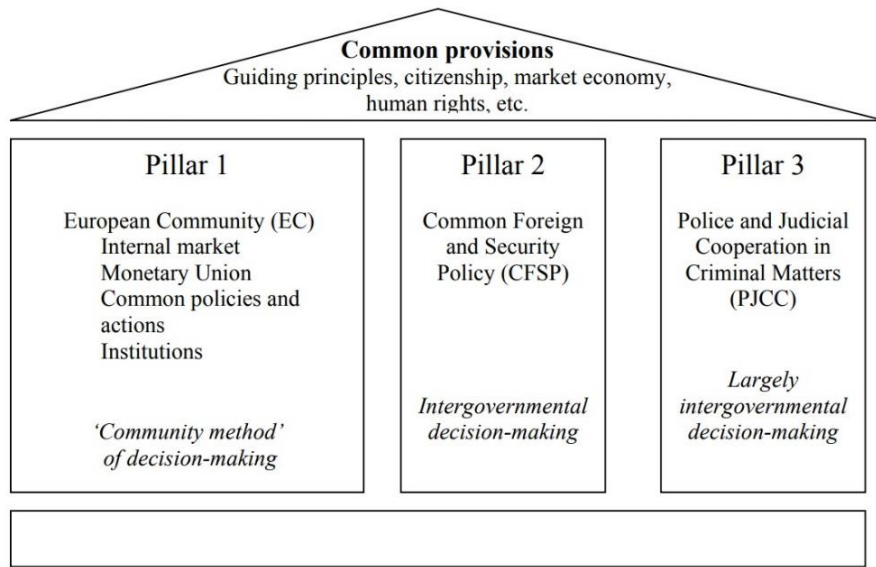 Common provisions
Guiding principles, citizenship, market economy,
human rights, etc.
Pillar 1
European Community (EC)
Internal market
Monetary Union
Common policies and
actions
Institutions
‘Community method’
of decision-making
Pillar 2
Common Foreign
and Security
Policy (CFSP)
Intergovernmental
decision-making
Pillar 3
Police and Judicial
Cooperation in
Criminal Matters
(PJCC)
Largely
intergovernmental
decision-making